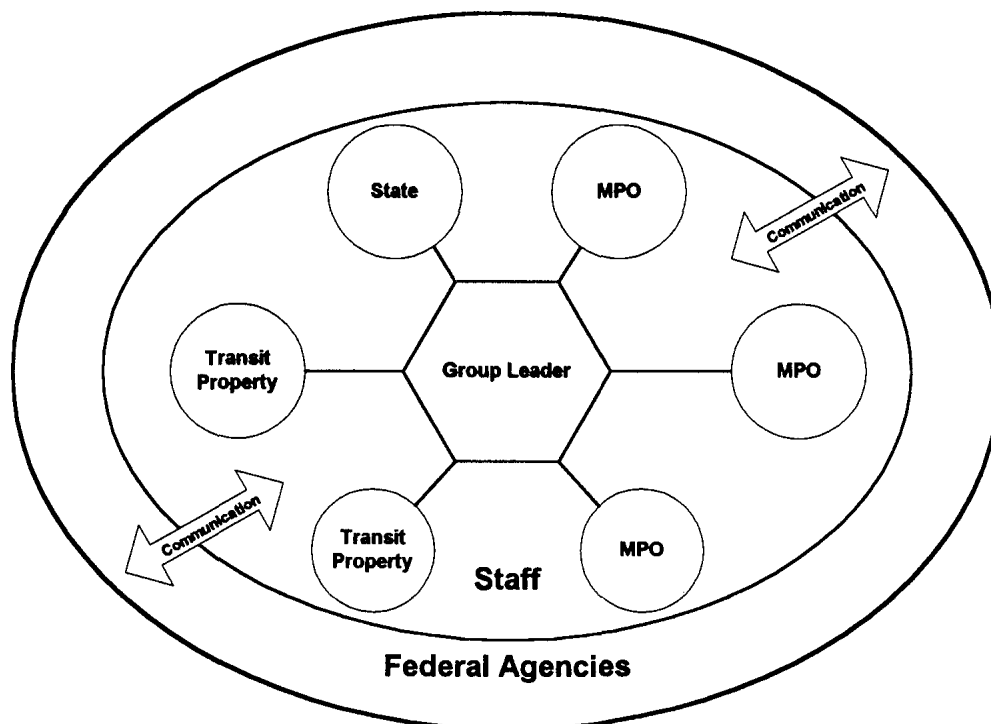 State
MPO
Communication
Transit
Property
Group Leader
MPO
Communication
Transit
Property
MPO
Staff
Federal Agencies